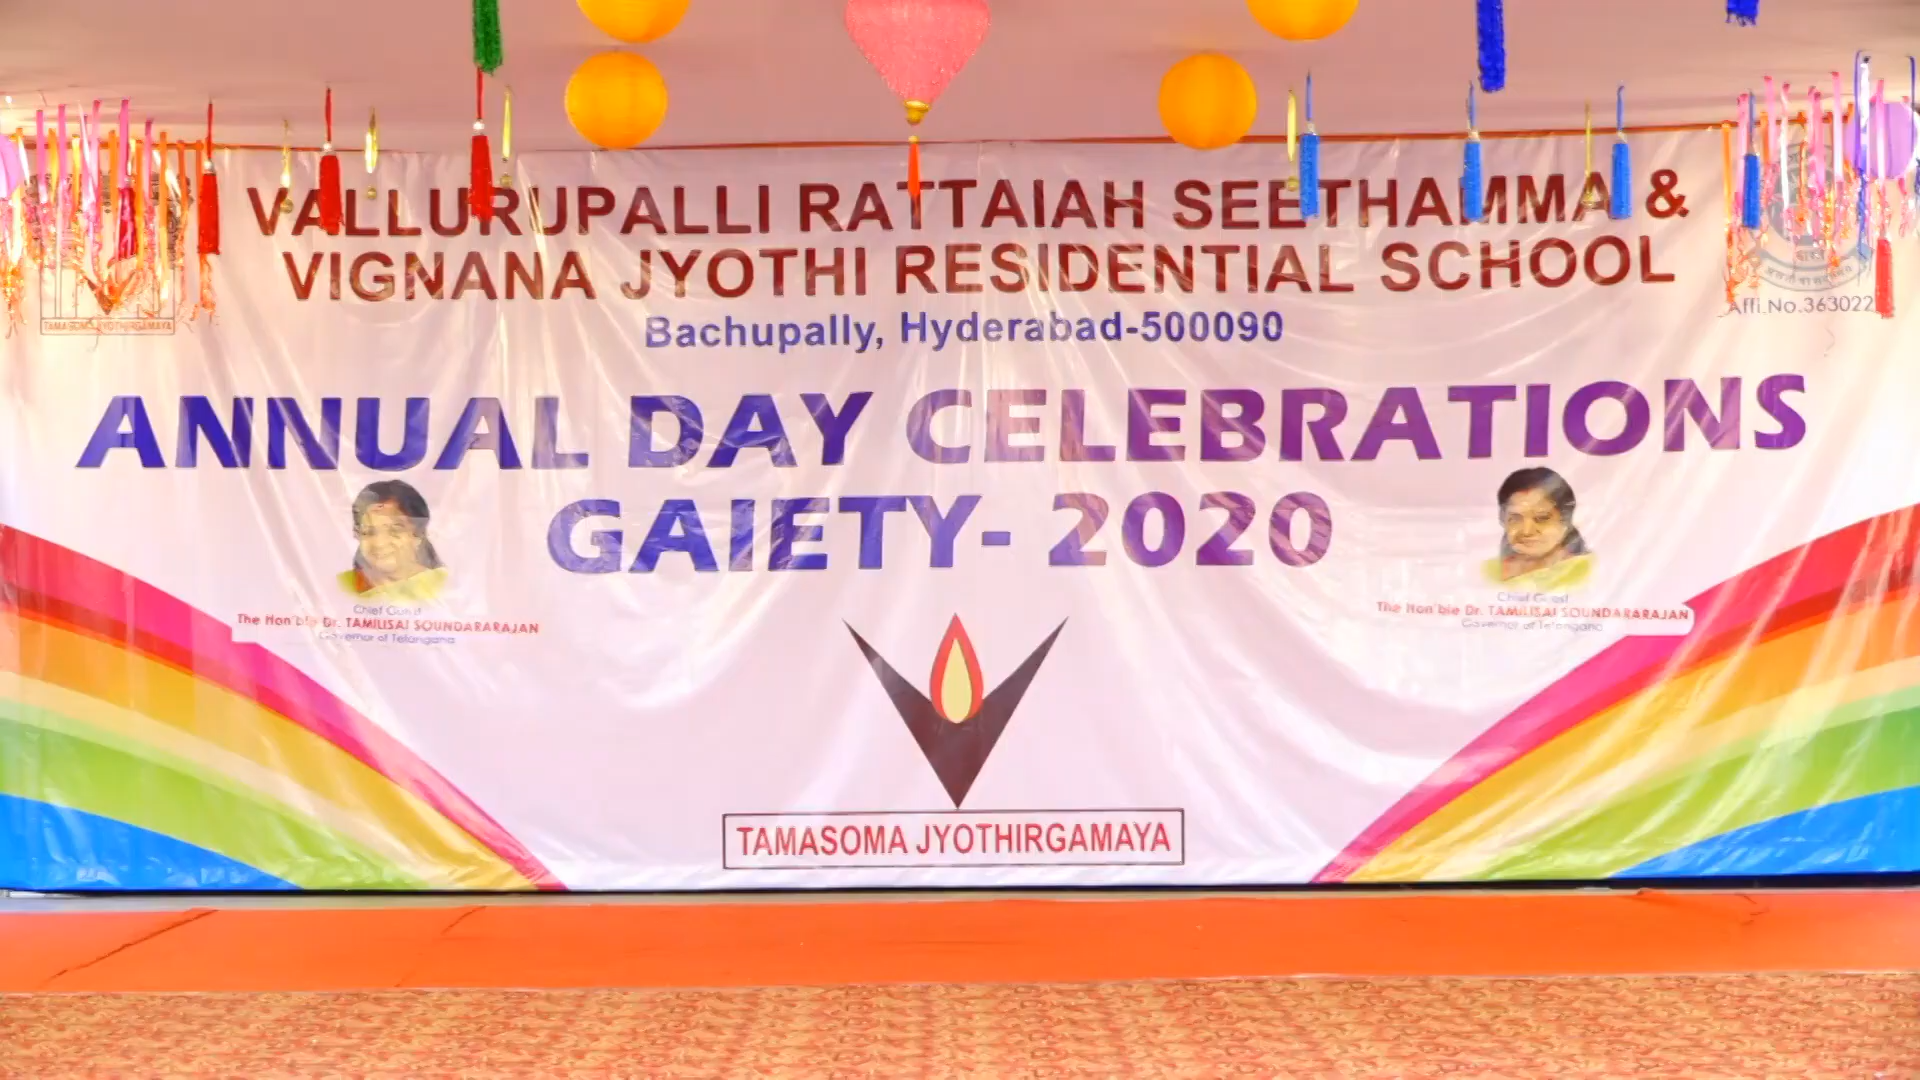 VALLURUPALLI RATTAIAH SEETHAMMA &
VIGNANA JYOTHI RESIDENTIAL SCHOOL
Bachupally, Hyderabad-500090
TAMASOMA JYOTHIRGAMAYA
Affi.No.363022
ANNUAL DAY CELEBRATIONS
GAIETY- 2020
Chief Guest
The Hon'ble Dr. TAMILISAI SOUNDARARAJAN
Governor of Telangana
Chief Guest
The Hon'ble Dr. TAMILISAI SOUNDARARAJAN
Governor of Telangana
TAMASOMA JYOTHIRGAMAYA